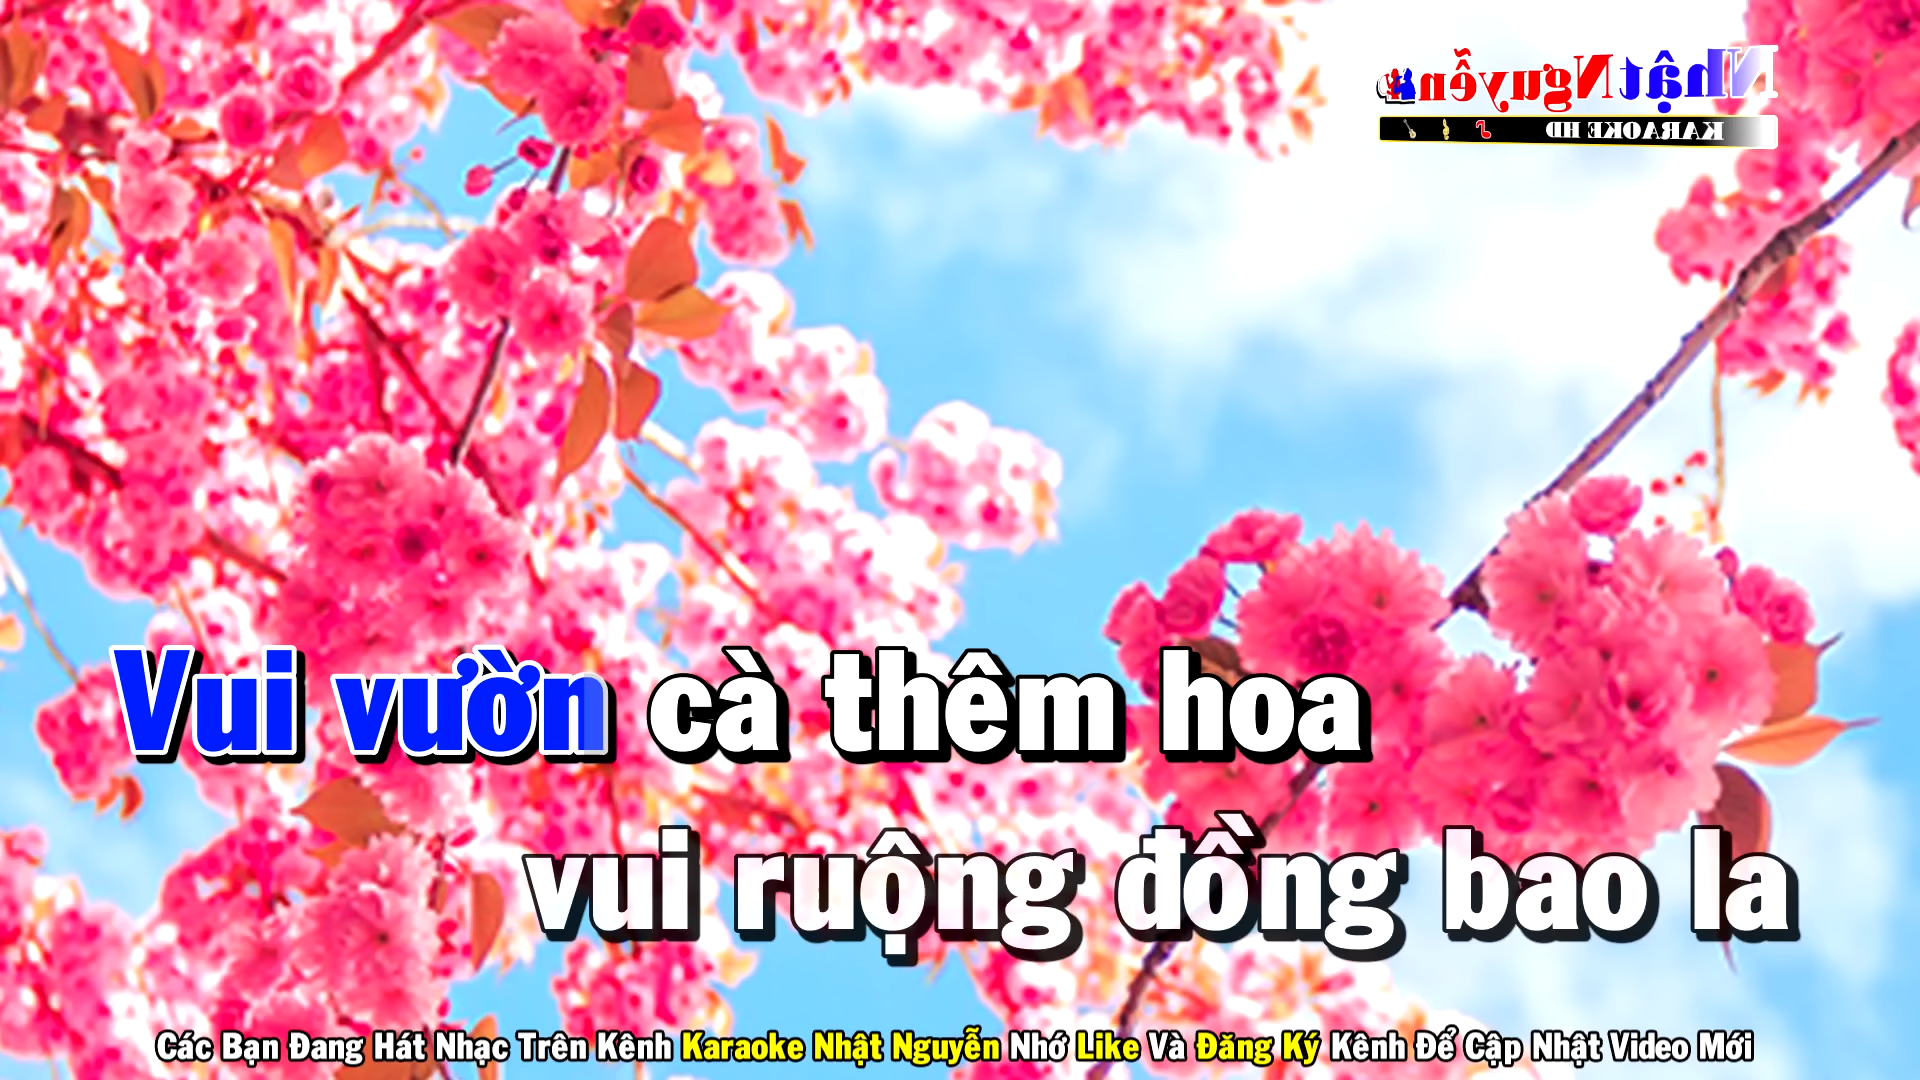 Nhật Nguyễn
KARAOKE HD
Vui vườn cà thêm hoa
vui ruộng đồng bao la
Các Bạn Đang Hát Nhạc Trên Kênh Karaoke Nhật Nguyễn Nhớ Like Và Đăng Ký Kênh Để Cập Nhật Video Mới